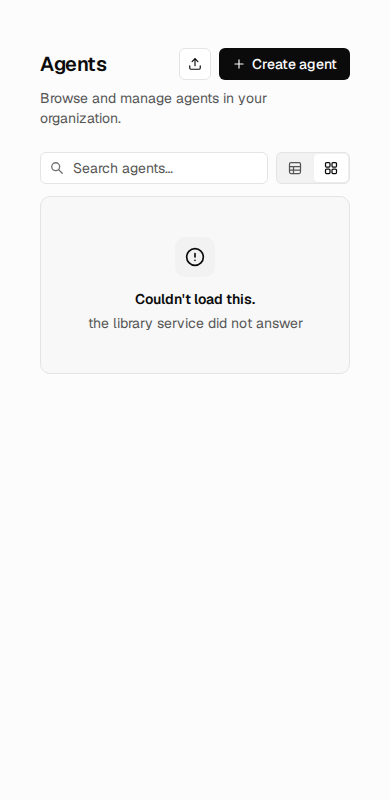 Agents
Create agent
Browse and manage agents in your
organization.
Search agents...
Couldn't load this.
the library service did not answer